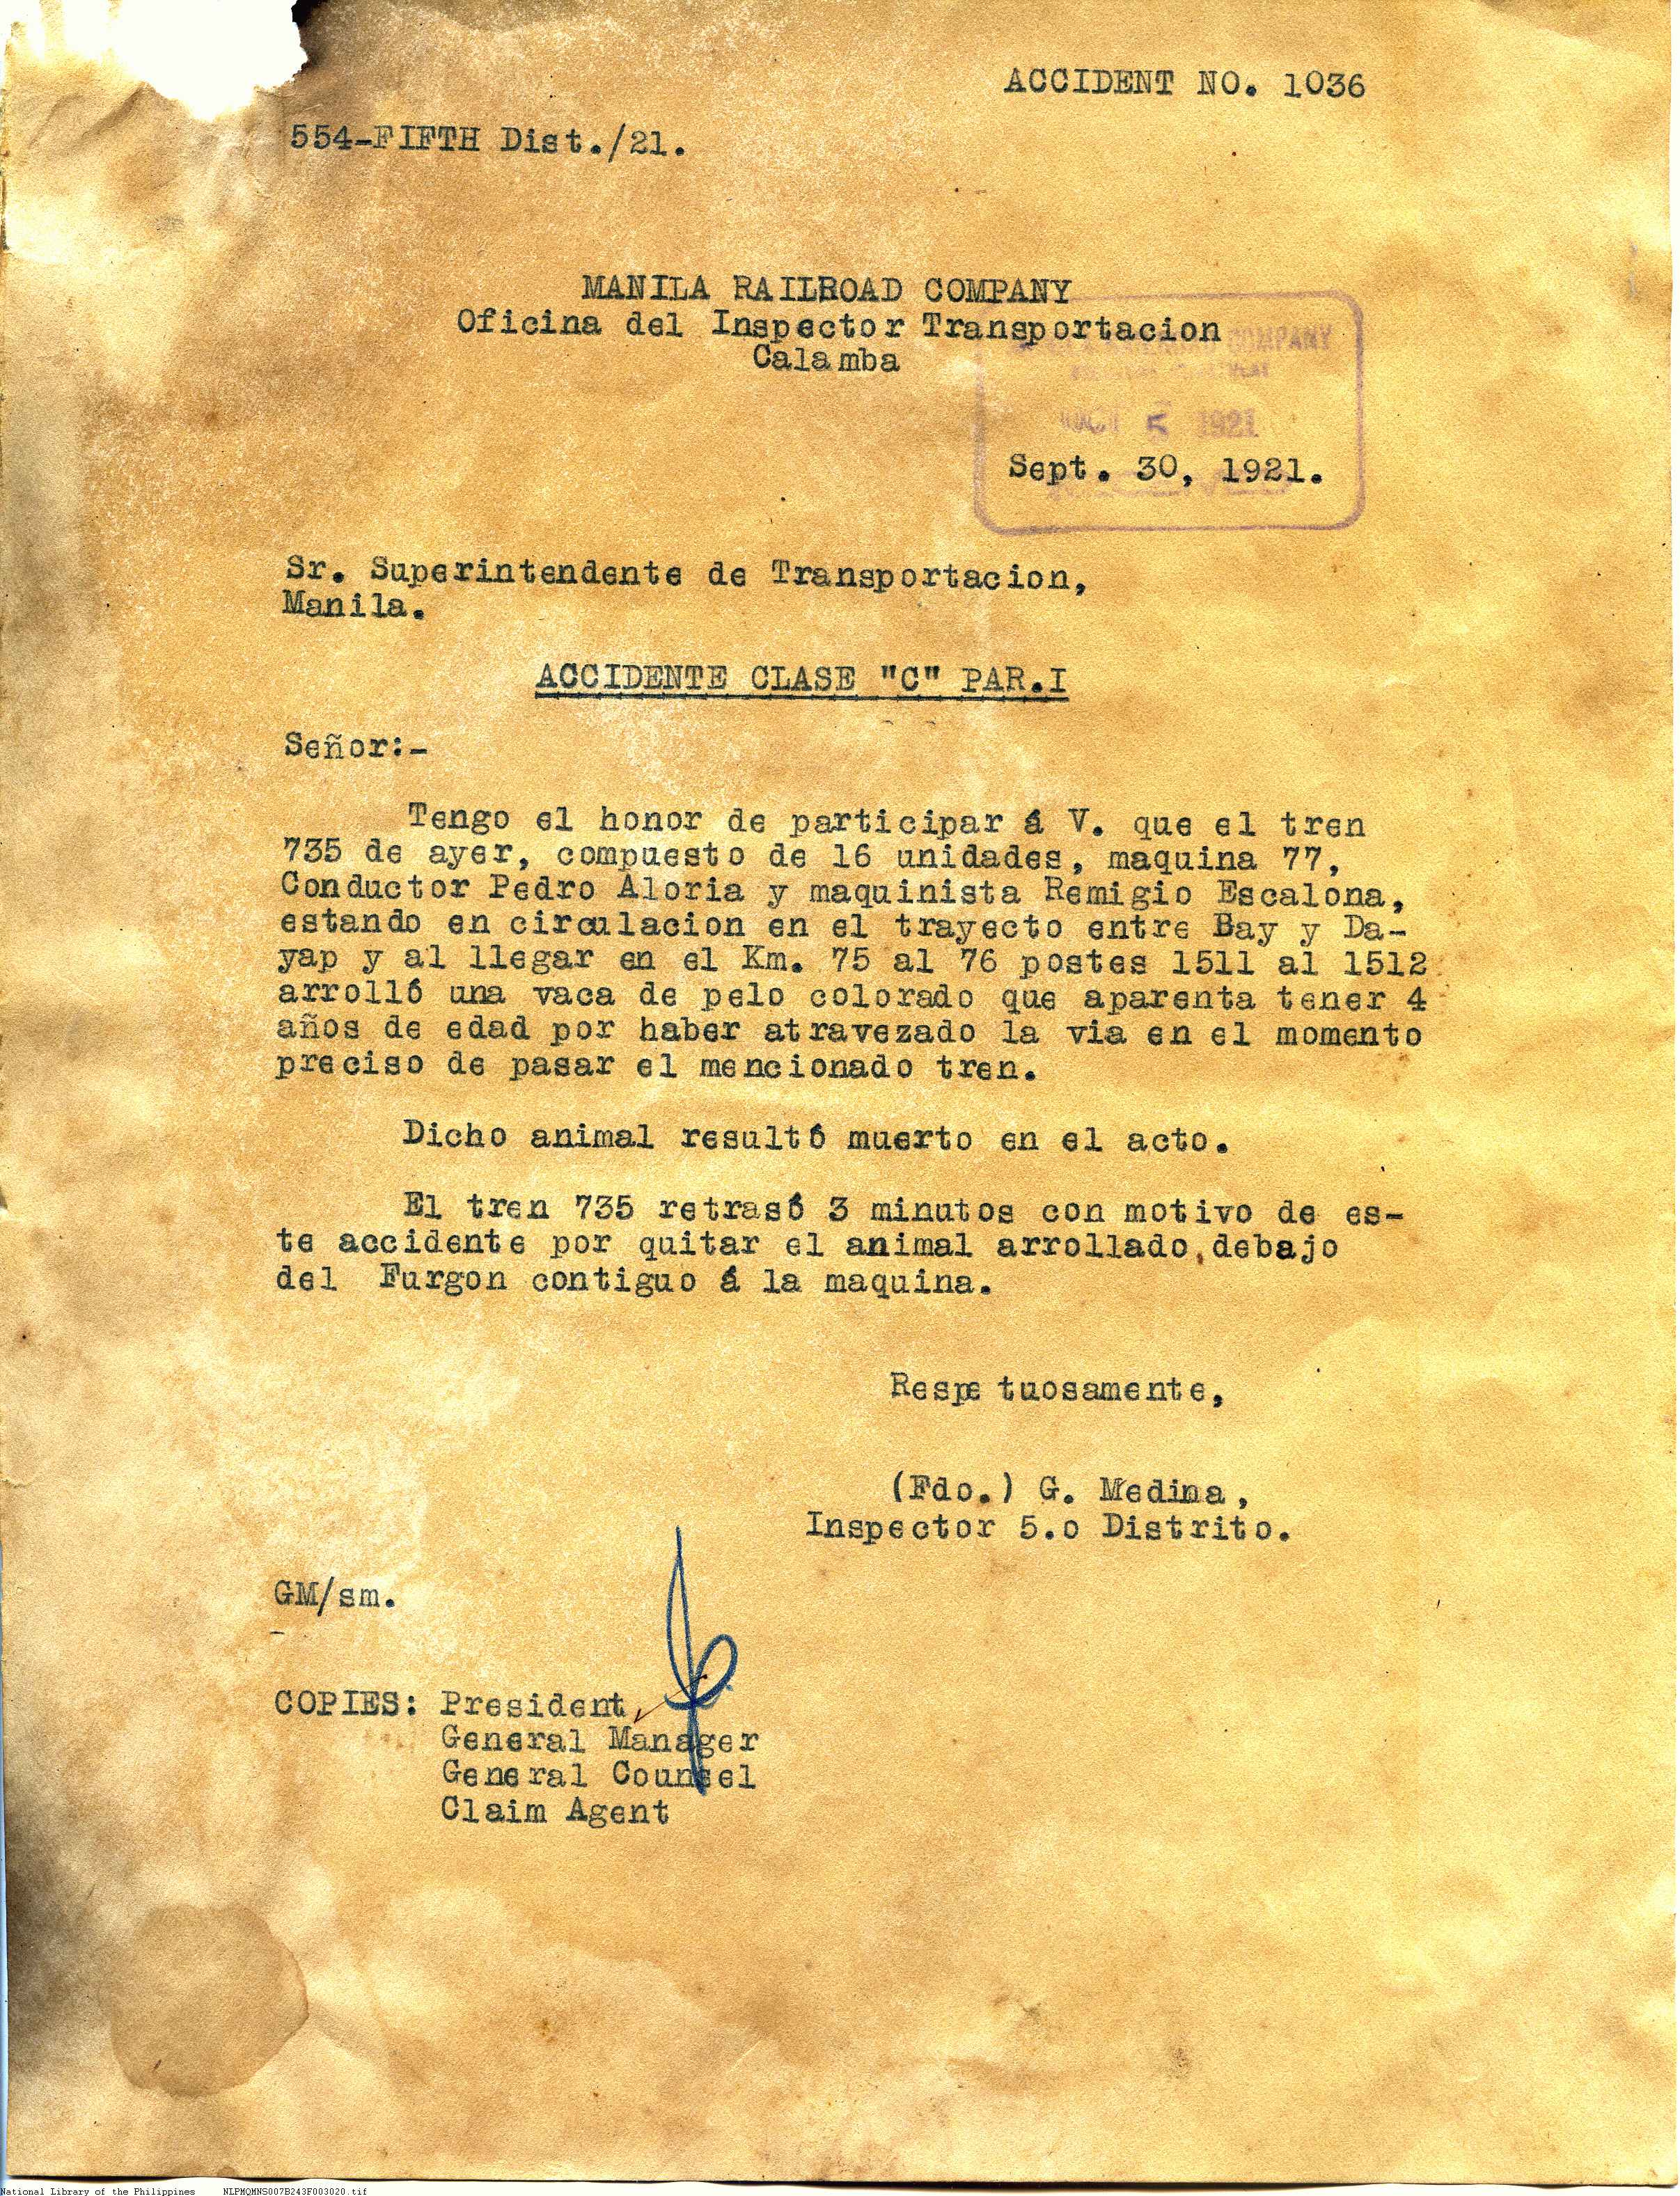 ACCIDENT NO. 1036
554-FIFTH Dist./21.
MANILA RAILROAD COMPANY
Oficina del Inspector Transportacion
Calamba
COMPANY
OCT 5 1921
Sept. 30, 1921.
Sr. Superintendente de Transportacion,
Manila.
ACCIDENTE CLASE "C" PAR.I
Señor:-
Tengo el honor de participar á V. que el tren
735 de ayer, compuesto de 16 unidades, maquina 77,
Conductor Pedro Aloria y maquinista Remigio Escalona,
estando en circulacion en el trayecto entre Bay y Da-
yap y al llegar en el Km. 75 al 76 postes 1511 al 1512
arrolló una vaca de pelo colorado que aparenta tener 4
años de edad por haber atravezado la via en el momento
preciso de pasar el mencionado tren.
Dicho animal resultó muerto en el acto.
El tren 735 retrasó 3 minutos con motivo de es-
te accidente por quitar el animal arrollado, debajo
del Furgon contiguo á la maquina.
Respetuosamente,
(Fdo.) G. Medina,
Inspector 5.o Distrito.
GM/sm.
COPIES: President
General Manager
General Counsel
Claim Agent
National Library of the Philippines NLPMQMNS007B243F003020.tif